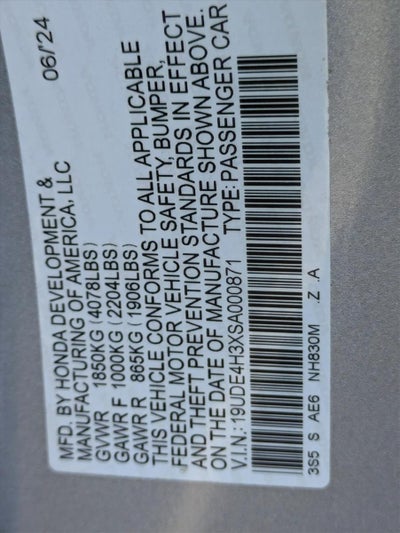 MFD. BY HONDA DEVELOPMENT & 06/'24
MANUFACTURING OF AMERICA, LLC
GVWR 1850KG (4078LBS)
GAWR F 1000KG (2204LBS)
GAWR R 865KG (1906LBS)
THIS VEHICLE CONFORMS TO ALL APPLICABLE
FEDERAL MOTOR VEHICLE SAFETY, BUMPER,
AND THEFT PREVENTION STANDARDS IN EFFECT
ON THE DATE OF MANUFACTURE SHOWN ABOVE.
V.I.N.: 19UDE4H3XSA000871 TYPE: PASSENGER CAR
3S5 S AE6 NH830M .Z .A